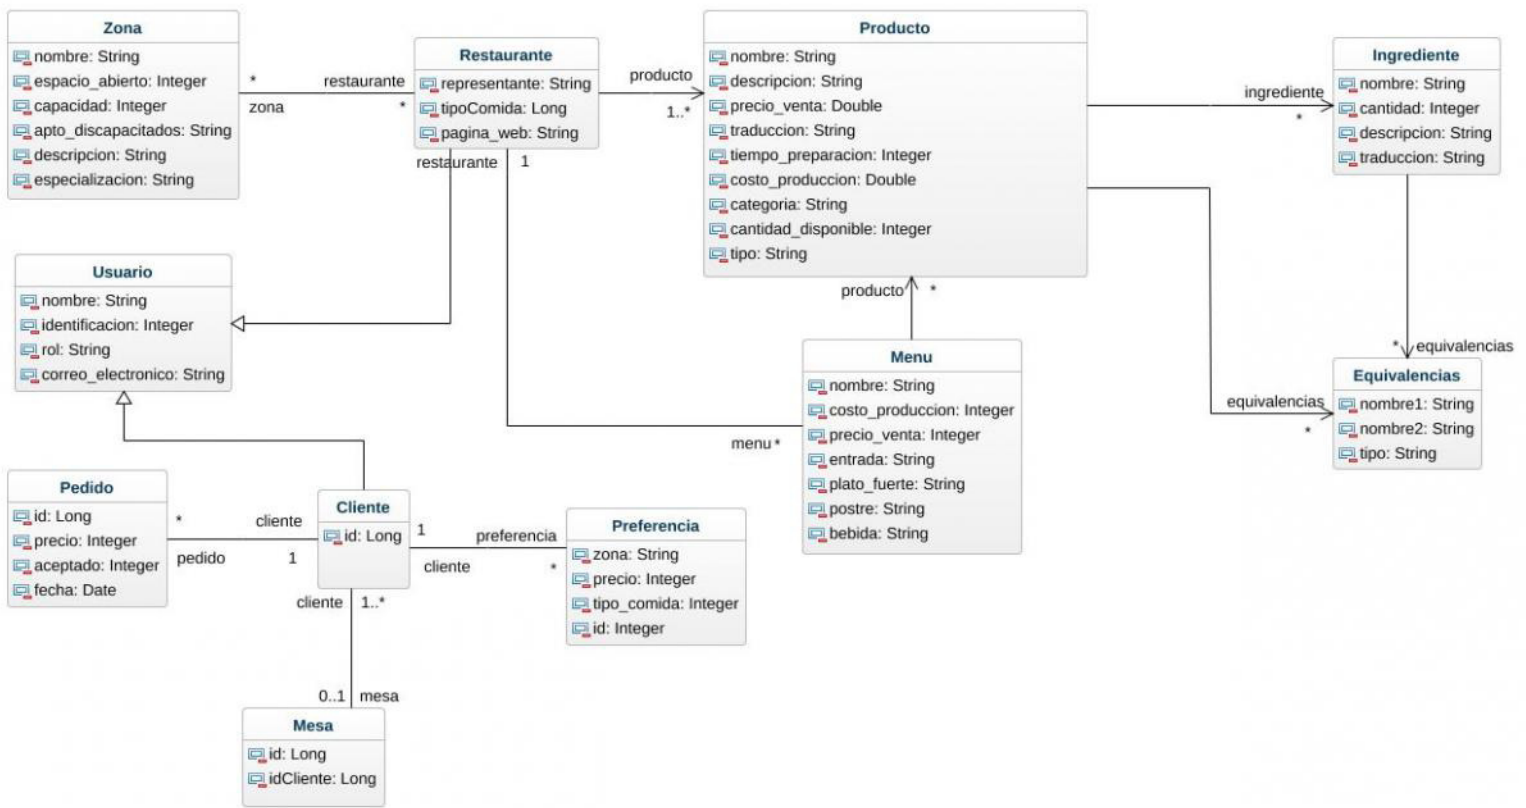 Zona
nombre: String
espacio_abierto: Integer
capacidad: Integer
apto_discapacitados: String
descripcion: String
especializacion: String
*
zona
restaurante
*
Restaurante
representante: String
tipoComida: Long
pagina_web: String
restaurante
1
producto
1..*
Producto
nombre: String
descripcion: String
precio_venta: Double
traduccion: String
tiempo_preparacion: Integer
costo_produccion: Double
categoria: String
cantidad_disponible: Integer
tipo: String
ingrediente
*
Ingrediente
nombre: String
cantidad: Integer
descripcion: String
traduccion: String
* equivalencias
Equivalencias
nombre1: String
nombre2: String
tipo: String
equivalencias
*
producto
*
Menu
nombre: String
costo_produccion: Integer
precio_venta: Integer
entrada: String
plato_fuerte: String
postre: String
bebida: String
menu *
Usuario
nombre: String
identificacion: Integer
rol: String
correo_electronico: String
Pedido
id: Long
precio: Integer
aceptado: Integer
fecha: Date
*
pedido
cliente
1
Cliente
id: Long
1
cliente
preferencia
*
Preferencia
zona: String
precio: Integer
tipo_comida: Integer
id: Integer
cliente
1..*
0..1
mesa
Mesa
id: Long
idCliente: Long